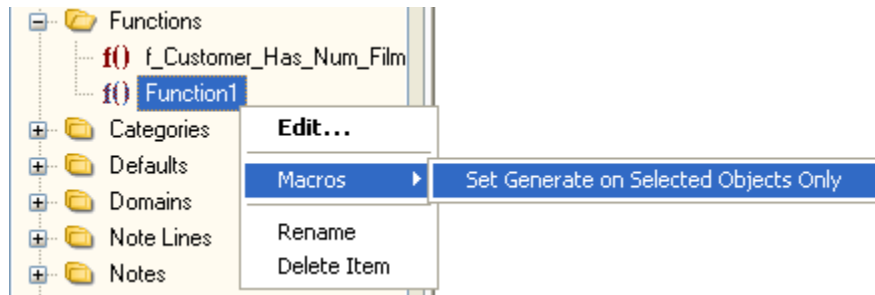 Functions
f() f_Customer_Has_Num_Film
f() Function1
Categories
Edit...
Defaults
Macros
Set Generate on Selected Objects Only
Domains
Note Lines
Rename
Notes
Delete Item